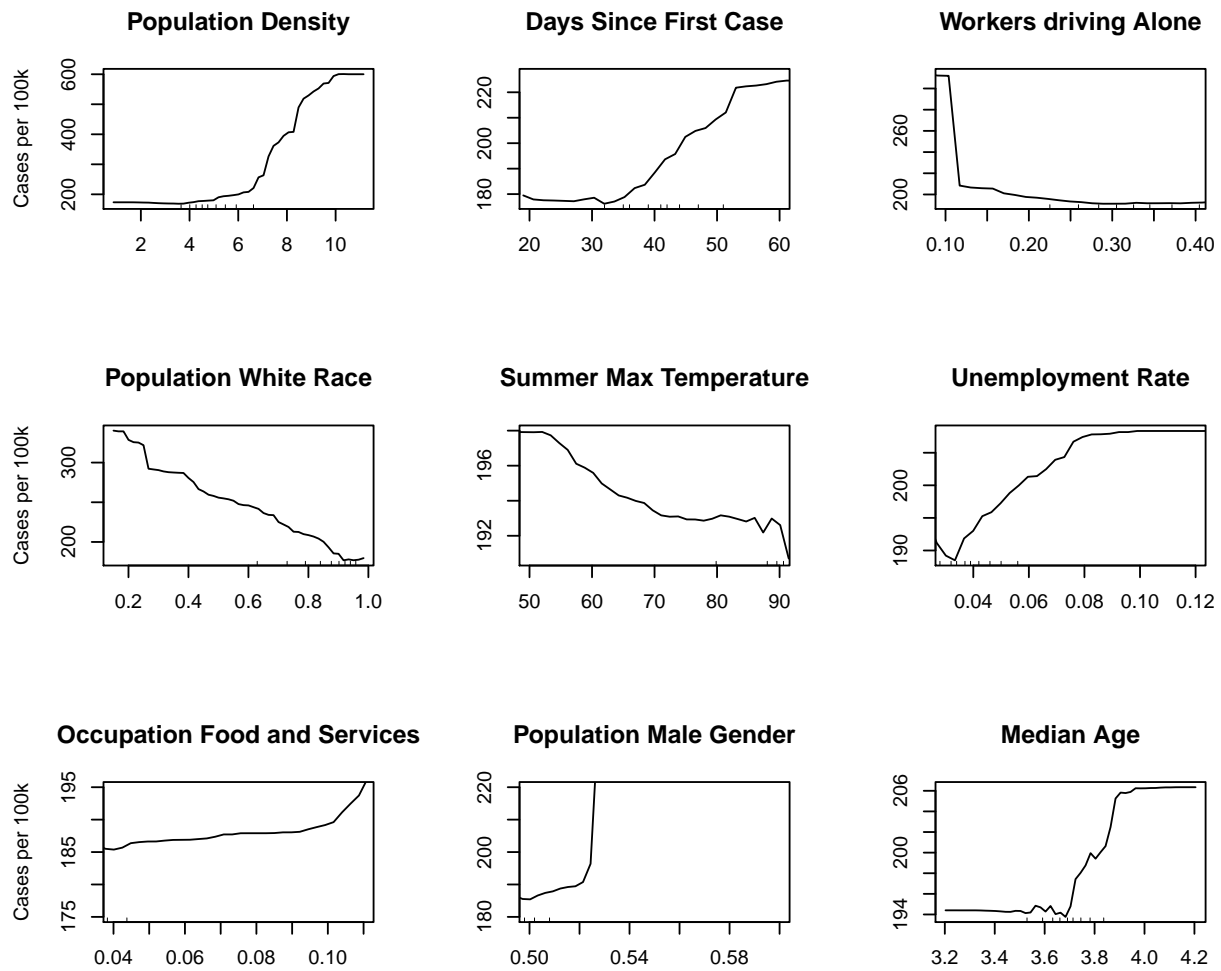 Population Density
Days Since First Case
Workers driving Alone
Cases per 100k
200 400 600
2 4 6 8 10
180 200 220
20 30 40 50 60
200 260
0.10 0.20 0.30 0.40
Population White Race
Summer Max Temperature
Unemployment Rate
Cases per 100k
200 300
0.2 0.4 0.6 0.8 1.0
192 196
50 60 70 80 90
190 200
0.04 0.06 0.08 0.10 0.12
Occupation Food and Services
Population Male Gender
Median Age
Cases per 100k
175 185 195
0.04 0.06 0.08 0.10
180 200 220
0.50 0.54 0.58
194 200 206
3.2 3.4 3.6 3.8 4.0 4.2